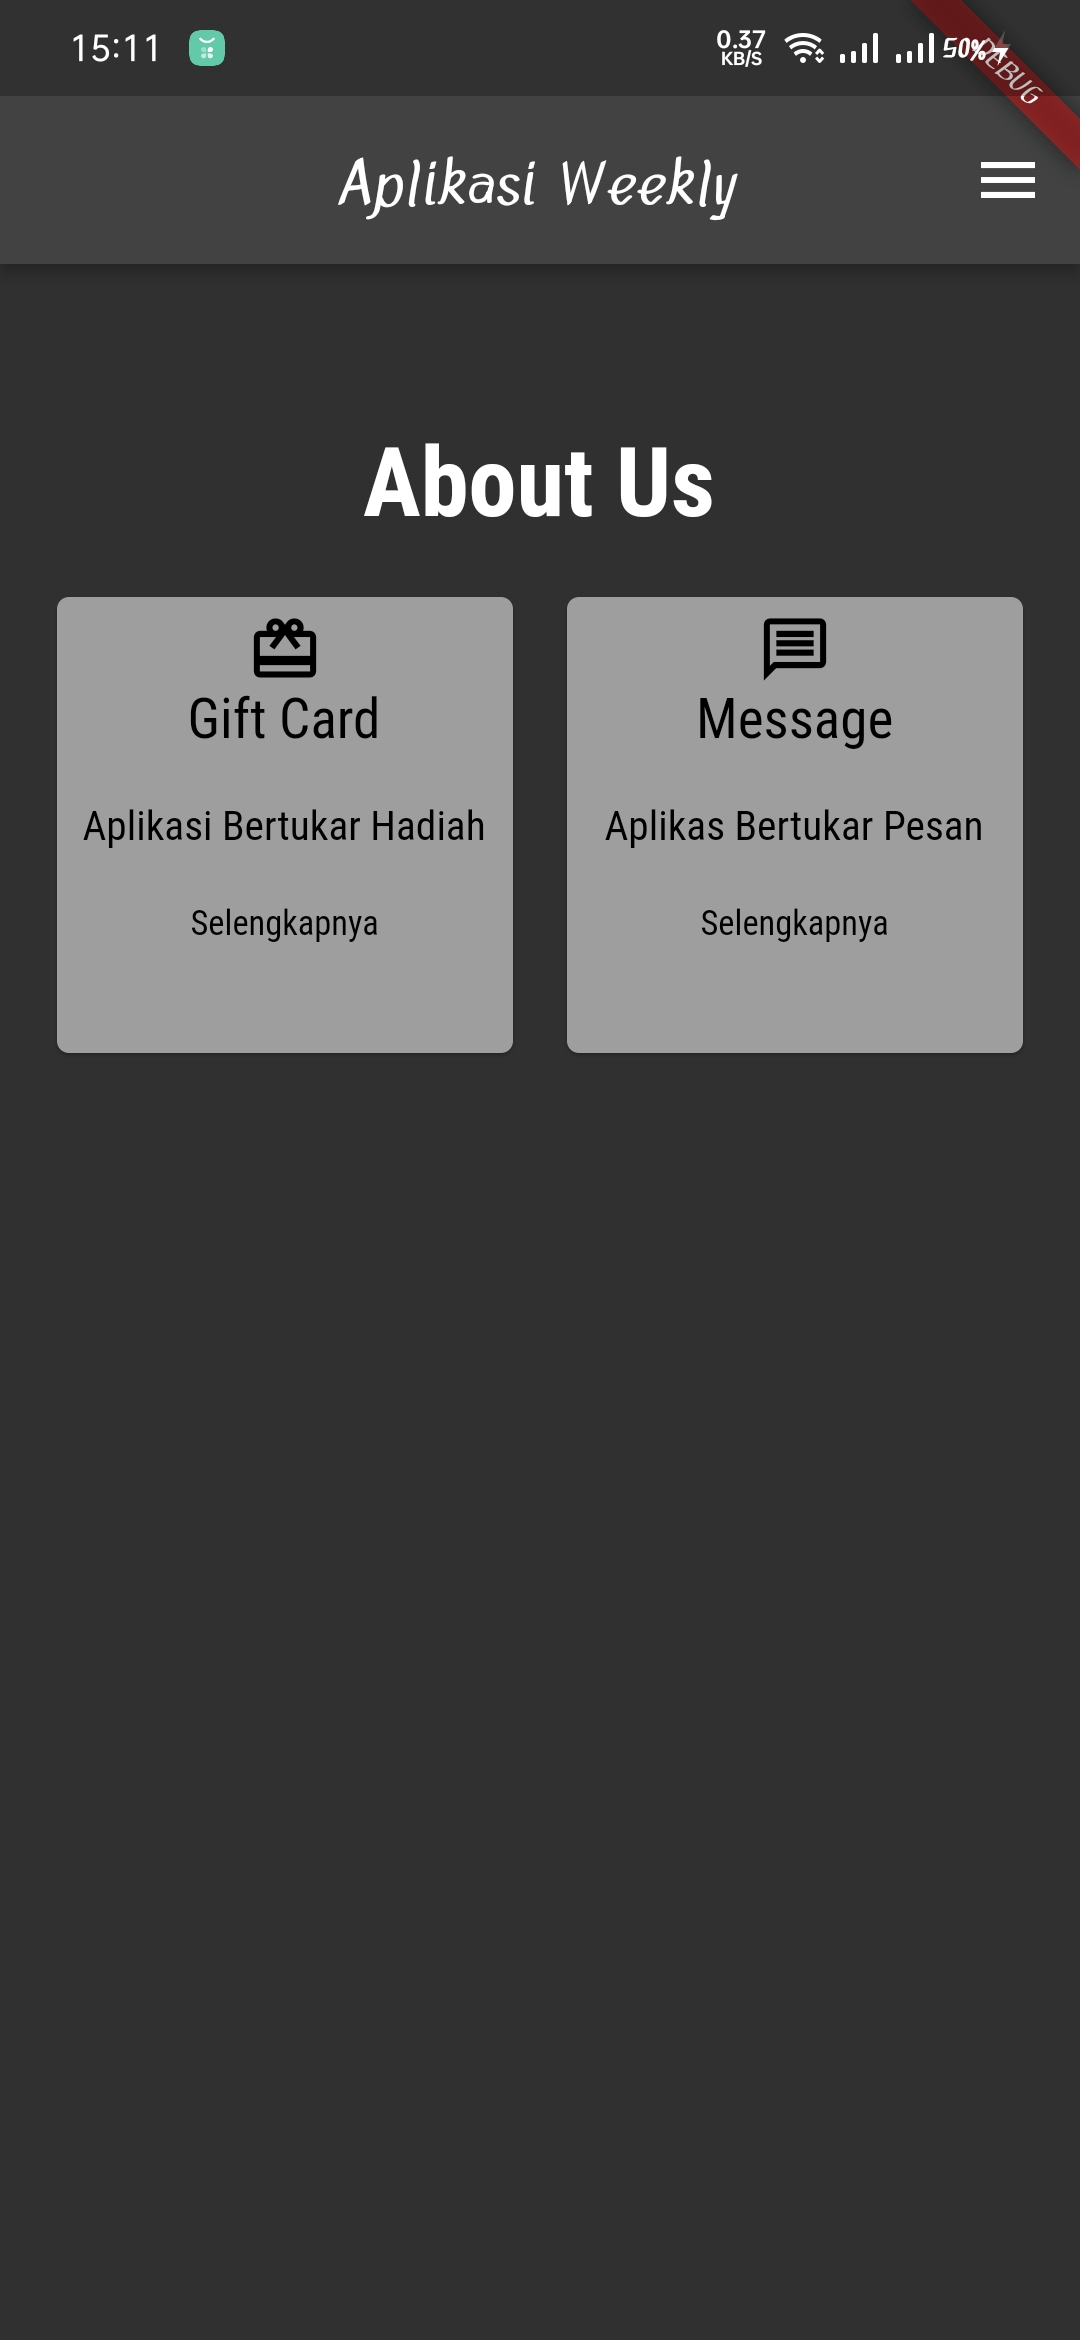 15:11
0.37
KB/S
50%
DEBUG
Aplikasi Weekly
About Us
Gift Card
Aplikasi Bertukar Hadiah
Selengkapnya
Message
Aplikas Bertukar Pesan
Selengkapnya